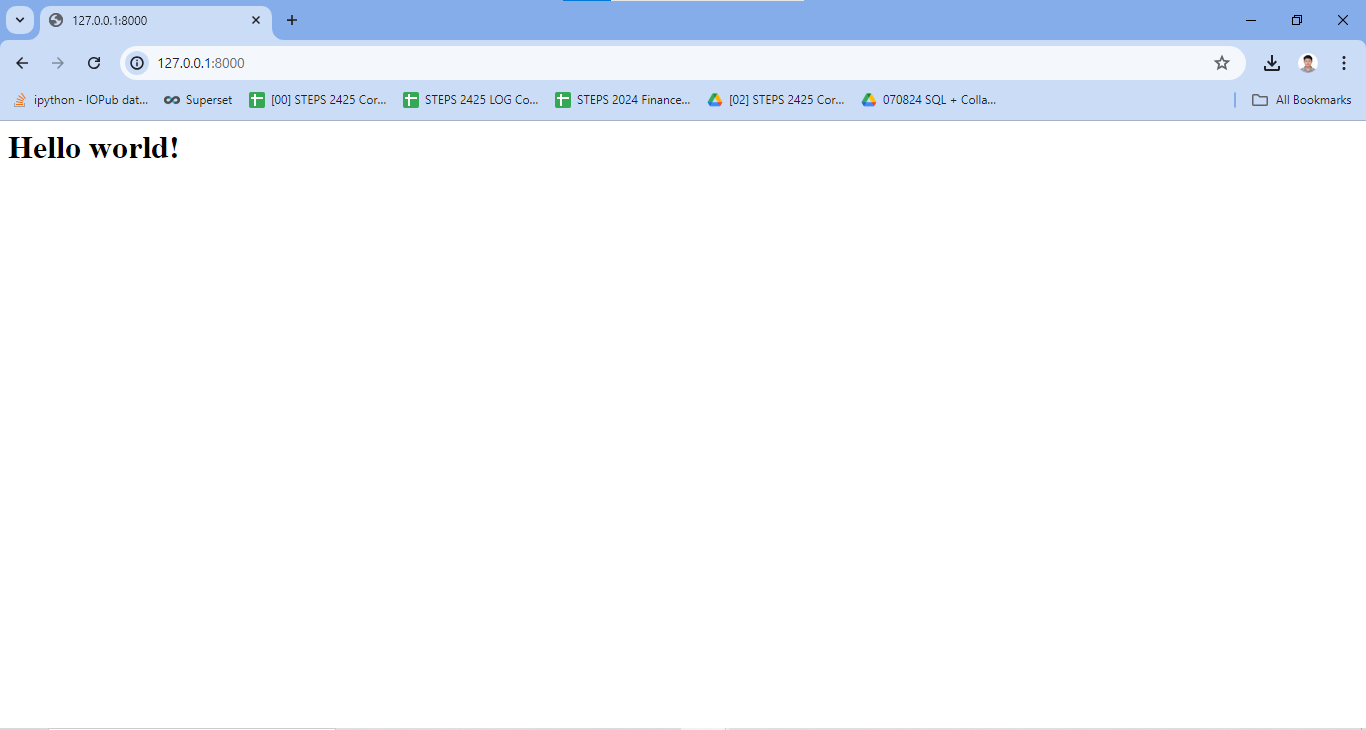 127.0.0.1:8000
127.0.0.1:8000
ipython - IOPub dat... Superset [00] STEPS 2425 Cor... STEPS 2425 LOG Co... STEPS 2024 Finance... [02] STEPS 2425 Cor... 070824 SQL + Colla... All Bookmarks
Hello world!